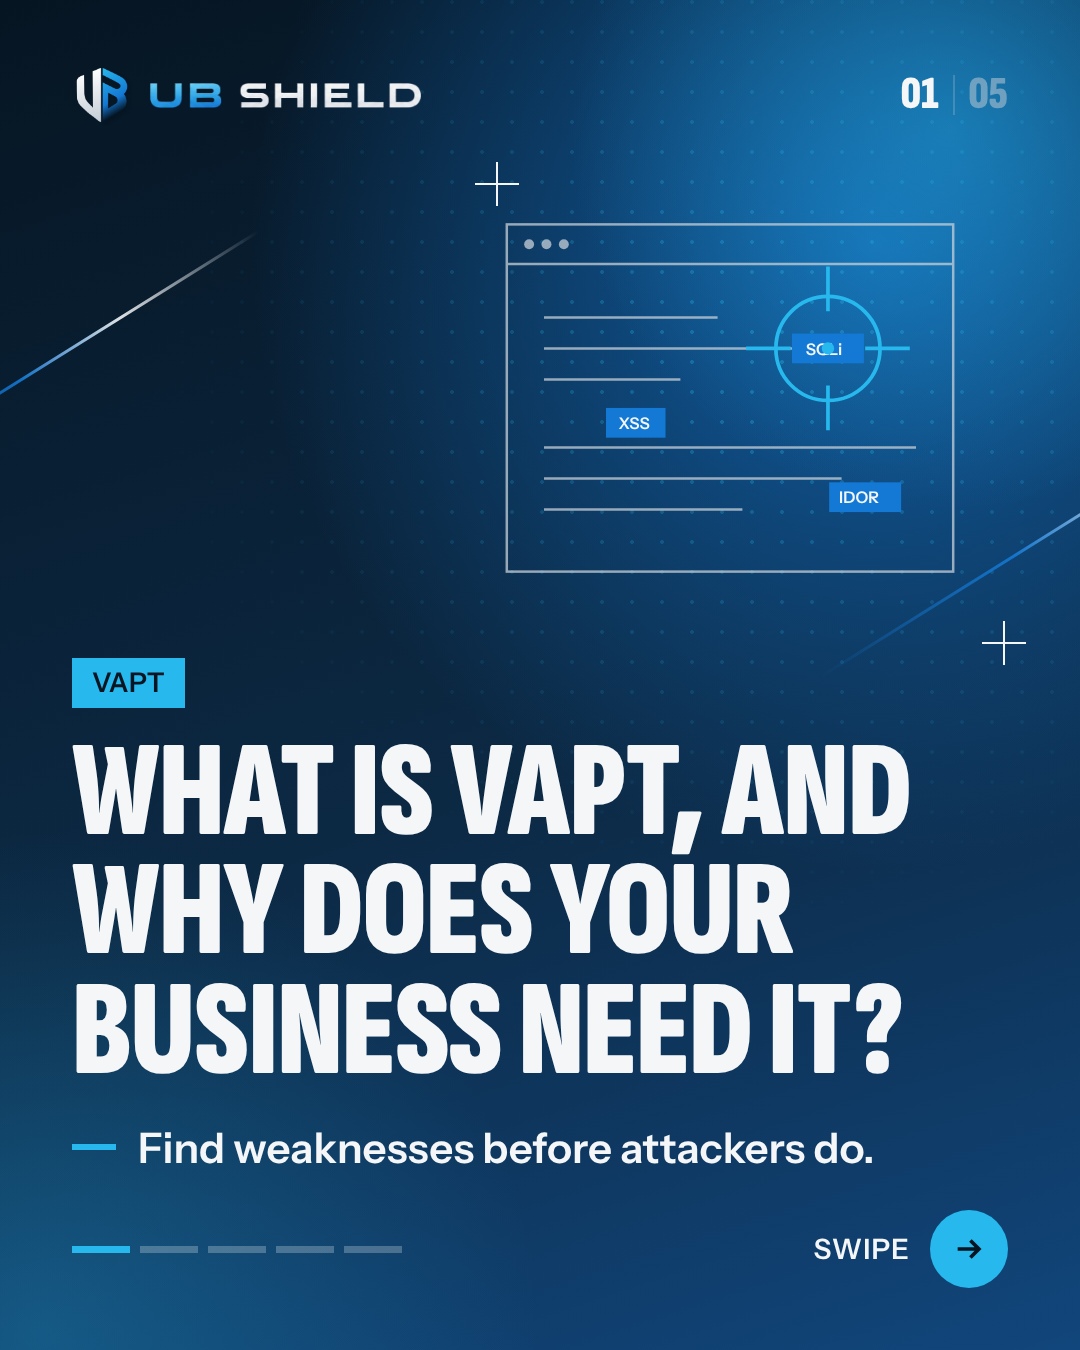 UB SHIELD
01 | 05
SQLi
XSS
IDOR
VAPT
WHAT IS VAPT, AND
WHY DOES YOUR
BUSINESS NEED IT?
Find weaknesses before attackers do.
SWIPE